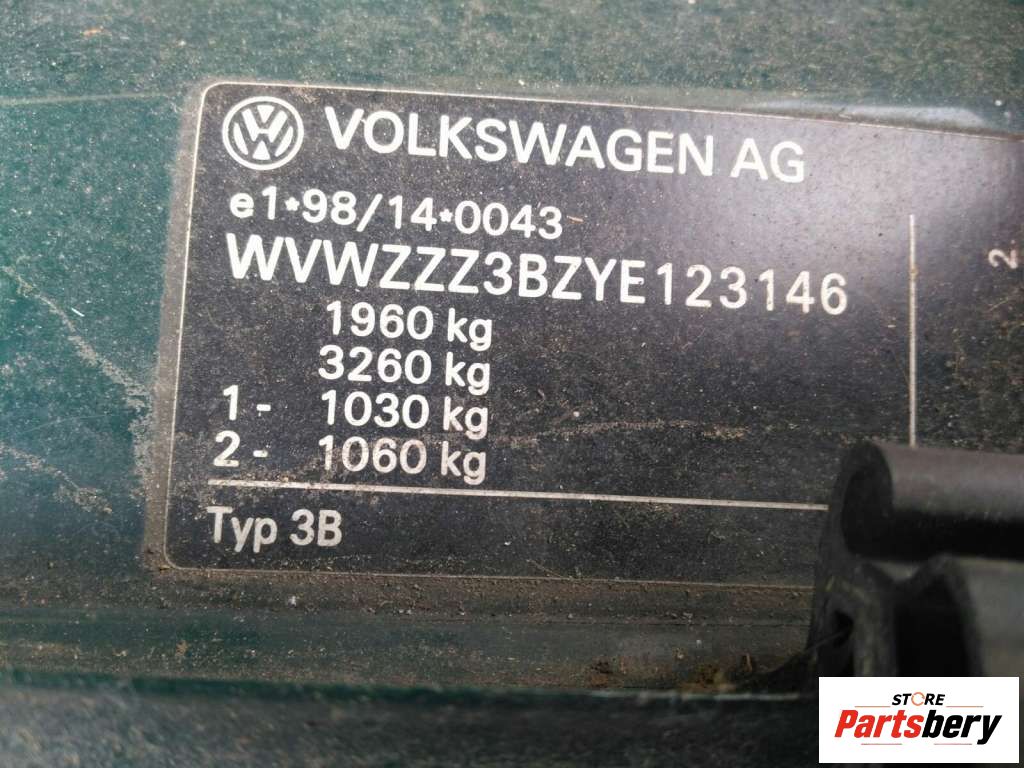 VOLKSWAGEN AG
e1*98/14*0043
WVWZZZ3BZYE123146
1960 kg
3260 kg
1- 1030 kg
2- 1060 kg
Typ 3B
2.
STORE
Partsbery